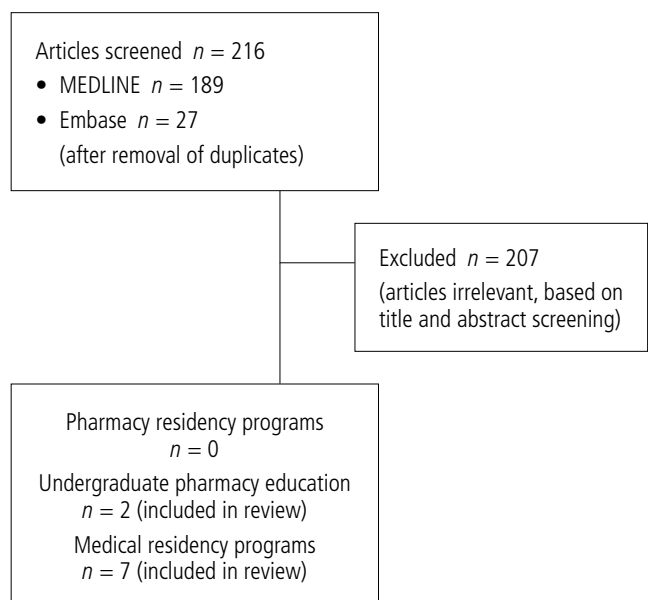 Articles screened n = 216
• MEDLINE n = 189
• Embase n = 27
(after removal of duplicates)
Excluded n = 207
(articles irrelevant, based on
title and abstract screening)
Pharmacy residency programs
n = 0
Undergraduate pharmacy education
n = 2 (included in review)
Medical residency programs
n = 7 (included in review)